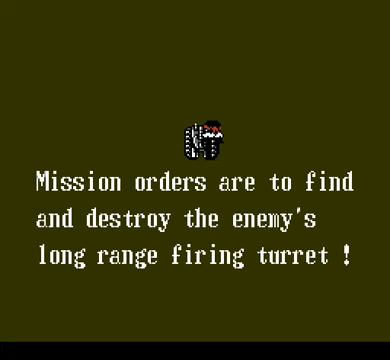 Mission orders are to find
and destroy the enemy's
long range firing turret !